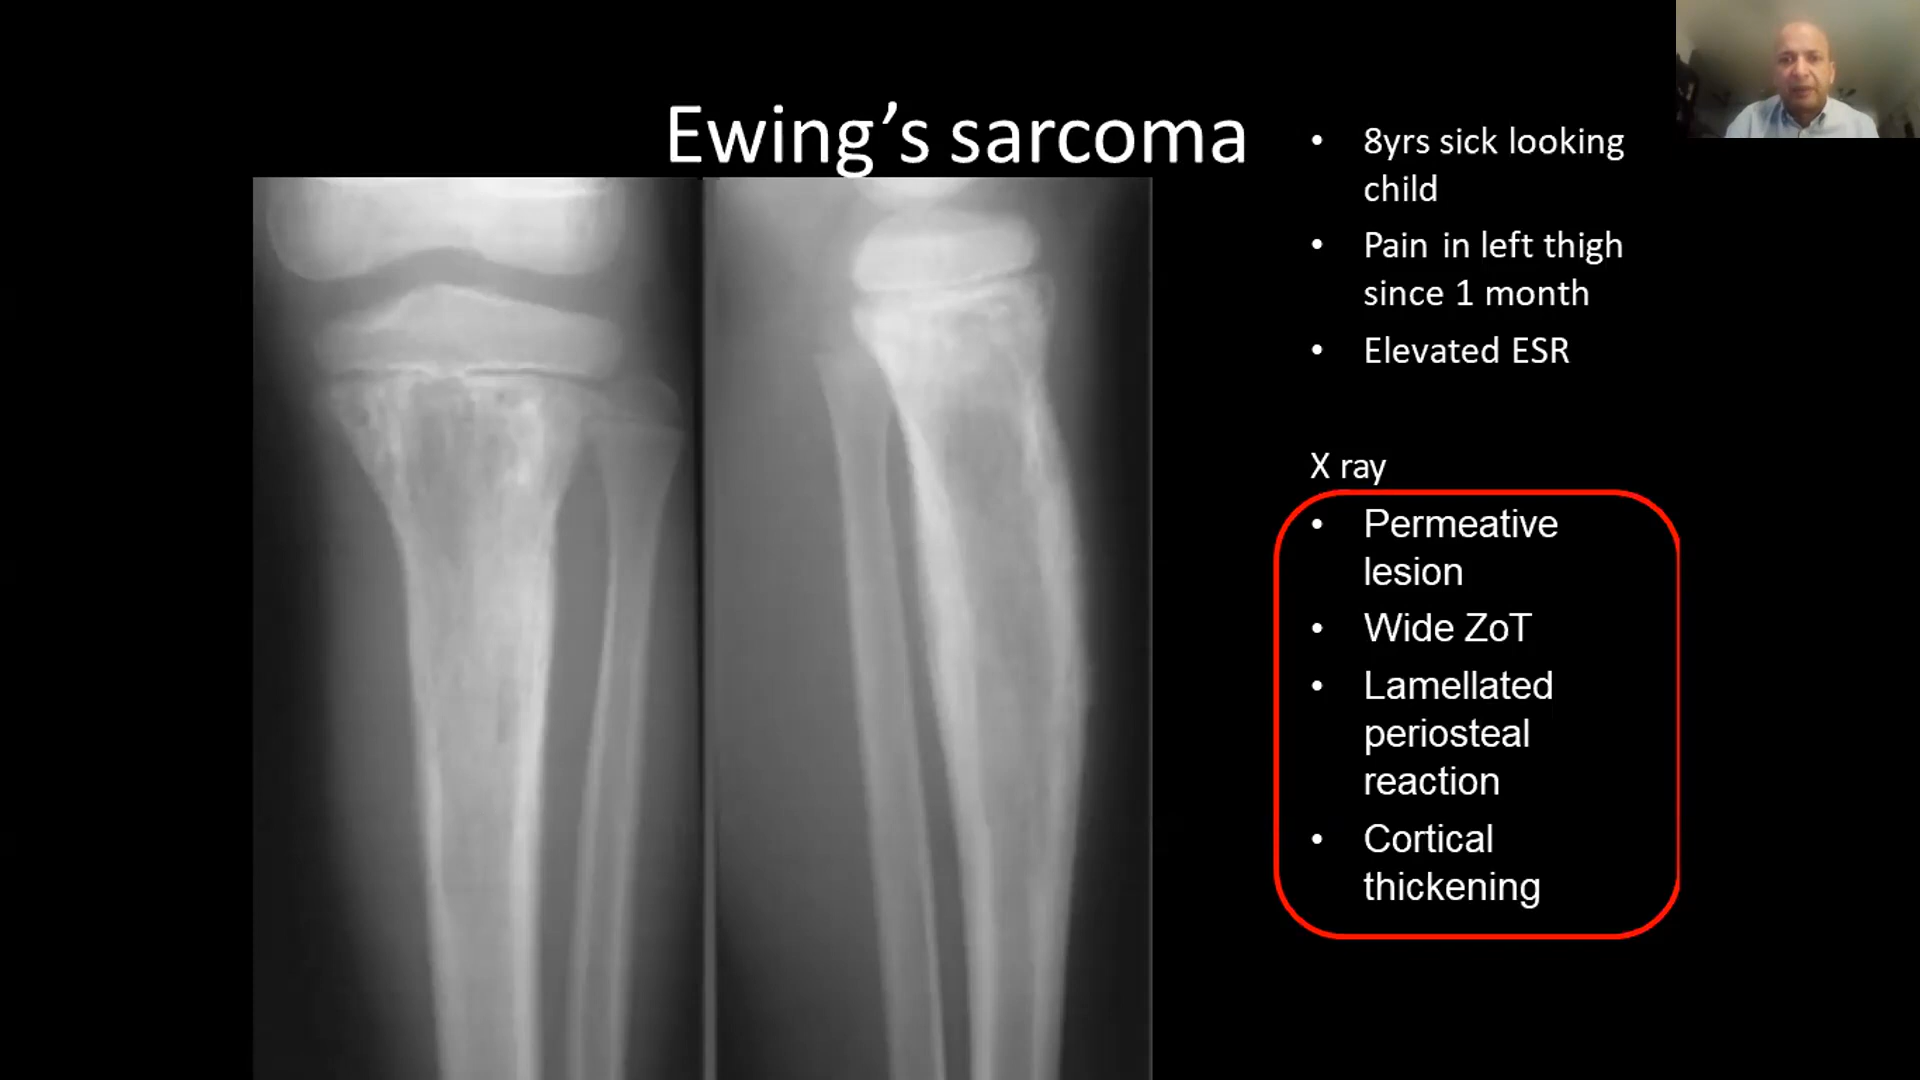 Ewing’s sarcoma
• 8yrs sick looking
child
• Pain in left thigh
since 1 month
• Elevated ESR
X ray
• Permeative
lesion
• Wide ZoT
• Lamellated
periosteal
reaction
• Cortical
thickening